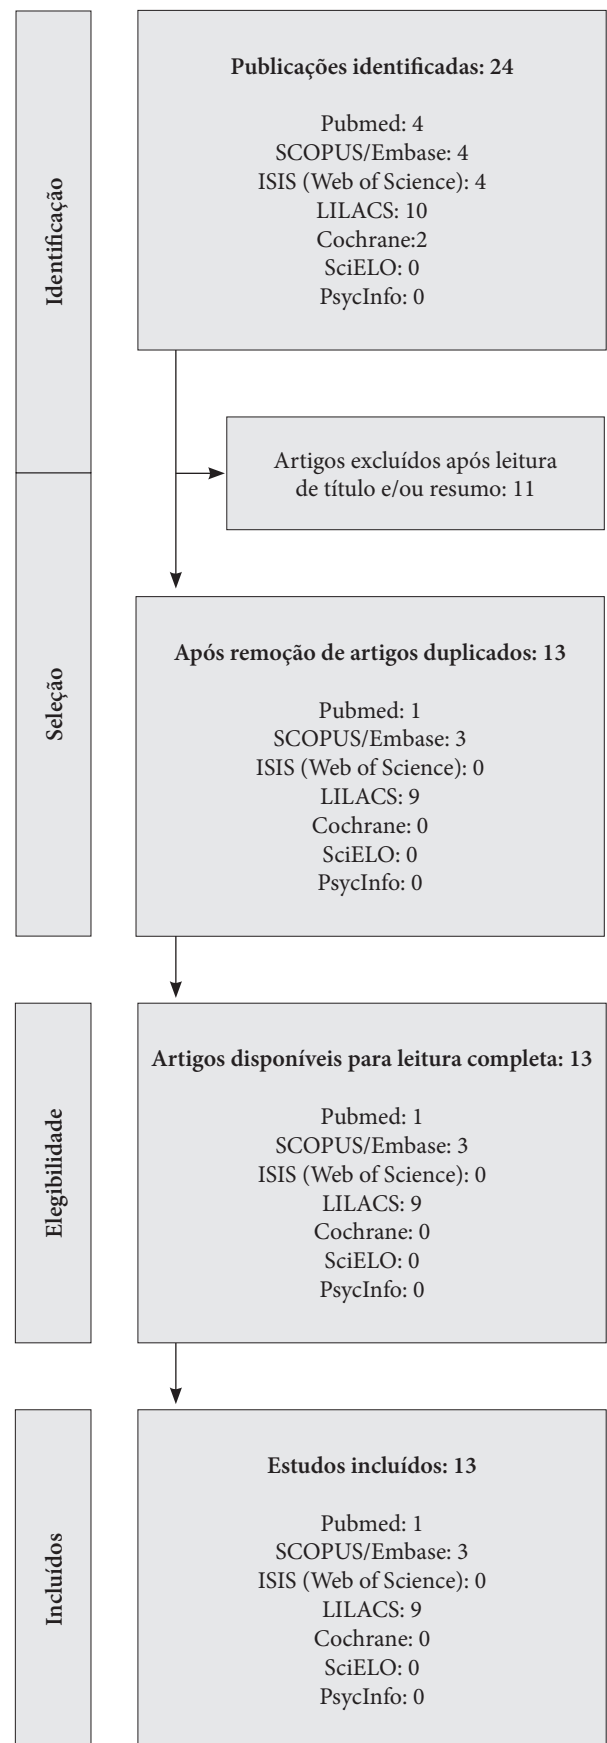 Identificação
Publicações identificadas: 24
Pubmed: 4
SCOPUS/Embase: 4
ISIS (Web of Science): 4
LILACS: 10
Cochrane:2
SciELO: 0
PsycInfo: 0
Artigos excluídos após leitura
de título e/ou resumo: 11
Seleção
Após remoção de artigos duplicados: 13
Pubmed: 1
SCOPUS/Embase: 3
ISIS (Web of Science): 0
LILACS: 9
Cochrane: 0
SciELO: 0
PsycInfo: 0
Elegibilidade
Artigos disponíveis para leitura completa: 13
Pubmed: 1
SCOPUS/Embase: 3
ISIS (Web of Science): 0
LILACS: 9
Cochrane: 0
SciELO: 0
PsycInfo: 0
Incluídos
Estudos incluídos: 13
Pubmed: 1
SCOPUS/Embase: 3
ISIS (Web of Science): 0
LILACS: 9
Cochrane: 0
SciELO: 0
PsycInfo: 0